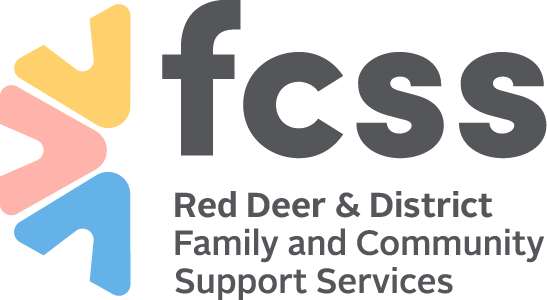 fcss
Red Deer & District
Family and Community
Support Services